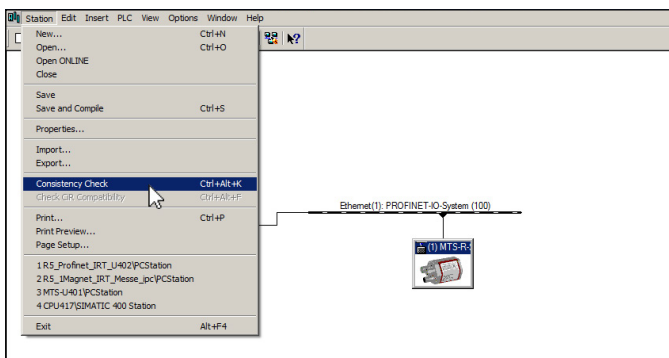 Station Edit Insert PLC View Options Window Help
New... Ctrl+N
Open... Ctrl+O
Open ONLINE
Close
Save
Save and Compile Ctrl+S
Properties...
Import...
Export...
Consistency Check Ctrl+Alt+K
Check CiR Compatibility Ctrl+Alt+F
Print... Ctrl+P
Print Preview...
Page Setup...
1 R5_Profinet_IRT_U402\PCStation
2 R5_1Magnet_IRT_Messe_ipc\PCStation
3 MTS-U401\PCStation
4 CPU417\SIMATIC 400 Station
Exit Alt+F4
Ethernet(1): PROFINET-IO-System (100)
(1) MTS-R-